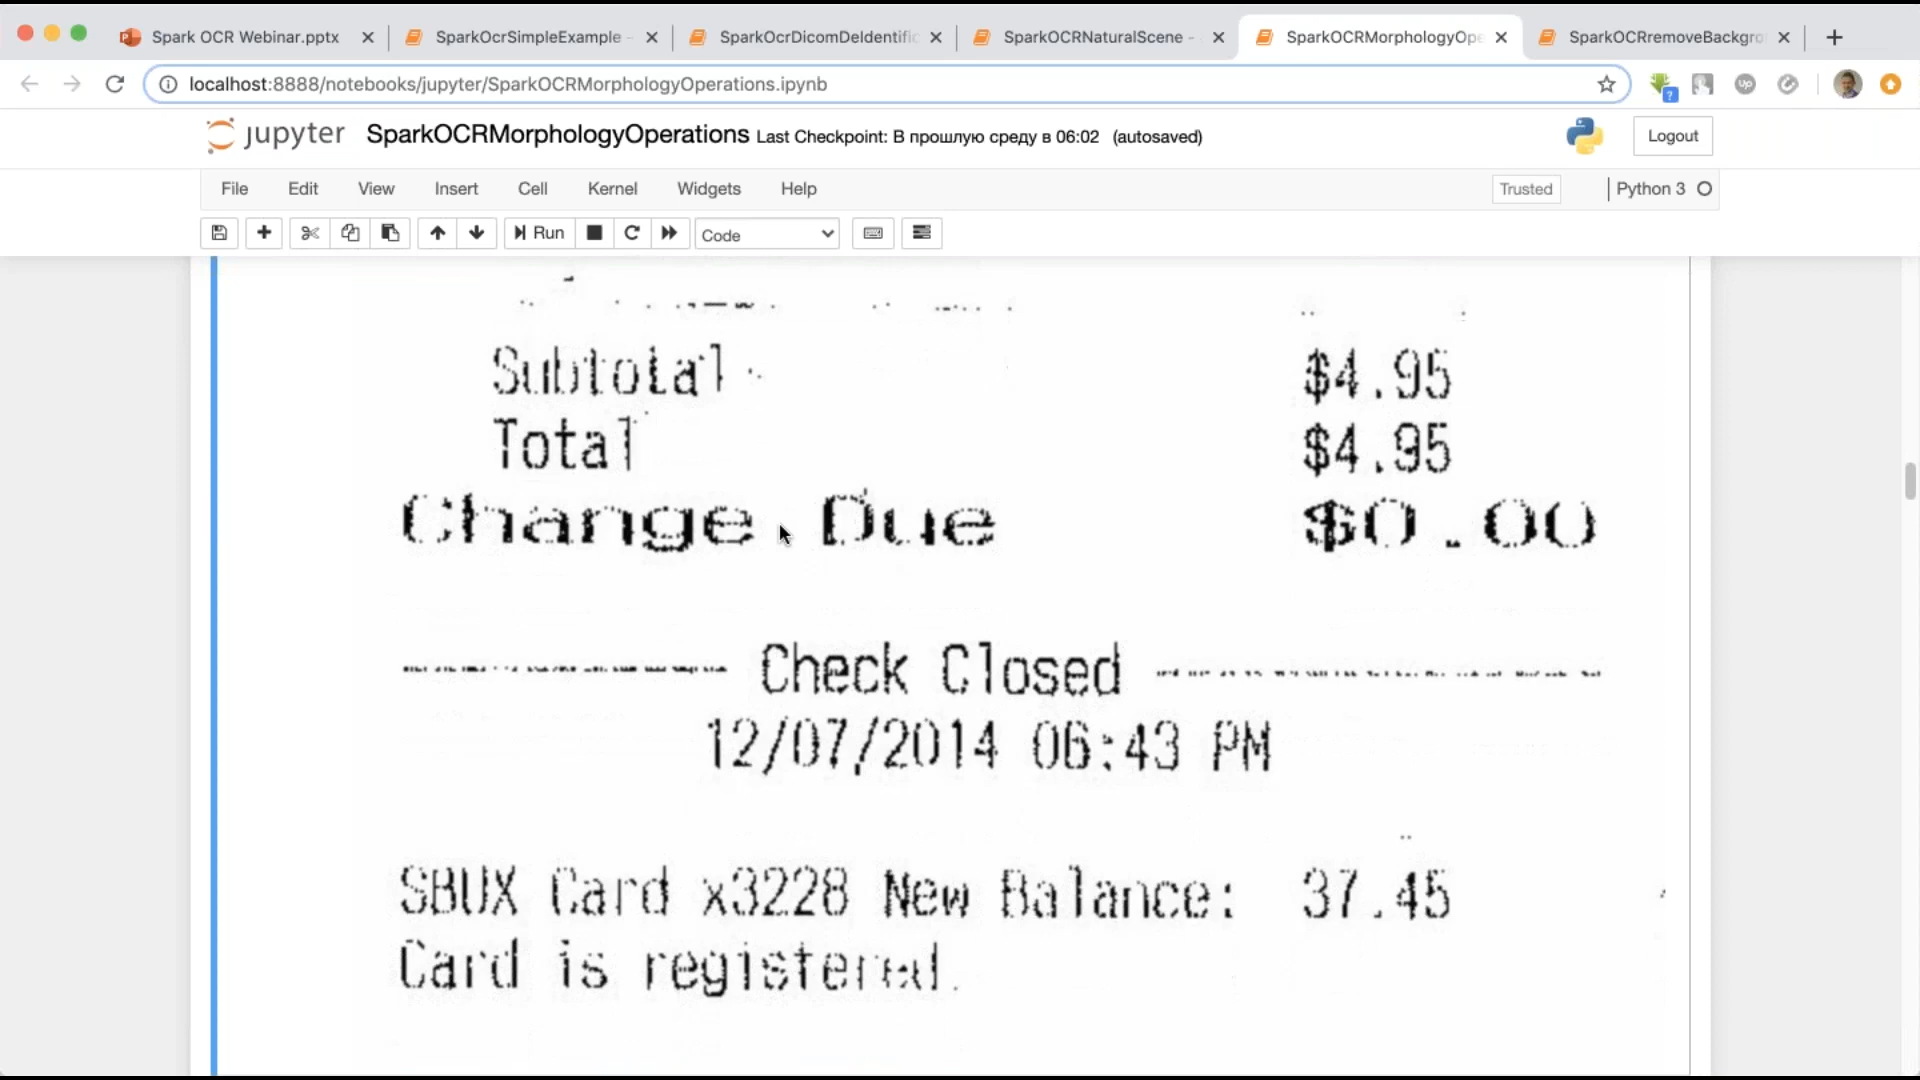 Spark OCR Webinar.pptx
SparkOcrSimpleExample -
SparkOcrDicomDeIdentific
SparkOCRNaturalScene -
SparkOCRMorphologyOpe
SparkOCRremoveBackgro
localhost:8888/notebooks/jupyter/SparkOCRMorphologyOperations.ipynb
jupyter SparkOCRMorphologyOperations Last Checkpoint: В прошлую среду в 06:02 (autosaved)
Logout
File Edit View Insert Cell Kernel Widgets Help
Trusted
Python 3
Run
Code
Subtotal $4.95
Total $4.95
Change Due $0.00
Check Closed
12/07/2014 06:43 PM
SBUX Card x3228 New Balance: 37.45
Card is registered.